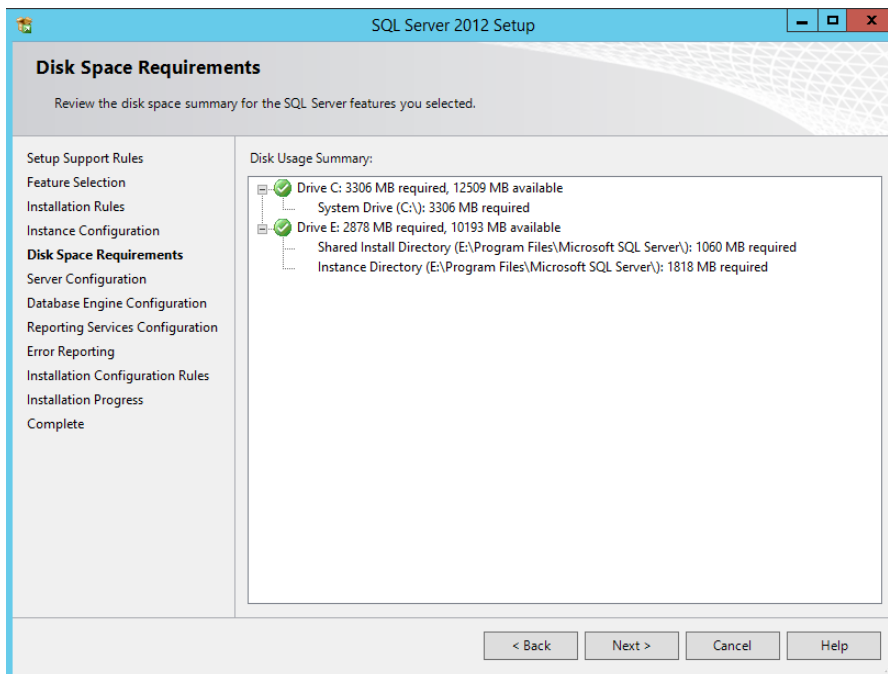 SQL Server 2012 Setup
Disk Space Requirements
Review the disk space summary for the SQL Server features you selected.
Setup Support Rules
Feature Selection
Installation Rules
Instance Configuration
Disk Space Requirements
Server Configuration
Database Engine Configuration
Reporting Services Configuration
Error Reporting
Installation Configuration Rules
Installation Progress
Complete
Disk Usage Summary:
Drive C: 3306 MB required, 12509 MB available
System Drive (C:\): 3306 MB required
Drive E: 2878 MB required, 10193 MB available
Shared Install Directory (E:\Program Files\Microsoft SQL Server\): 1060 MB required
Instance Directory (E:\Program Files\Microsoft SQL Server\): 1818 MB required
< Back
Next >
Cancel
Help